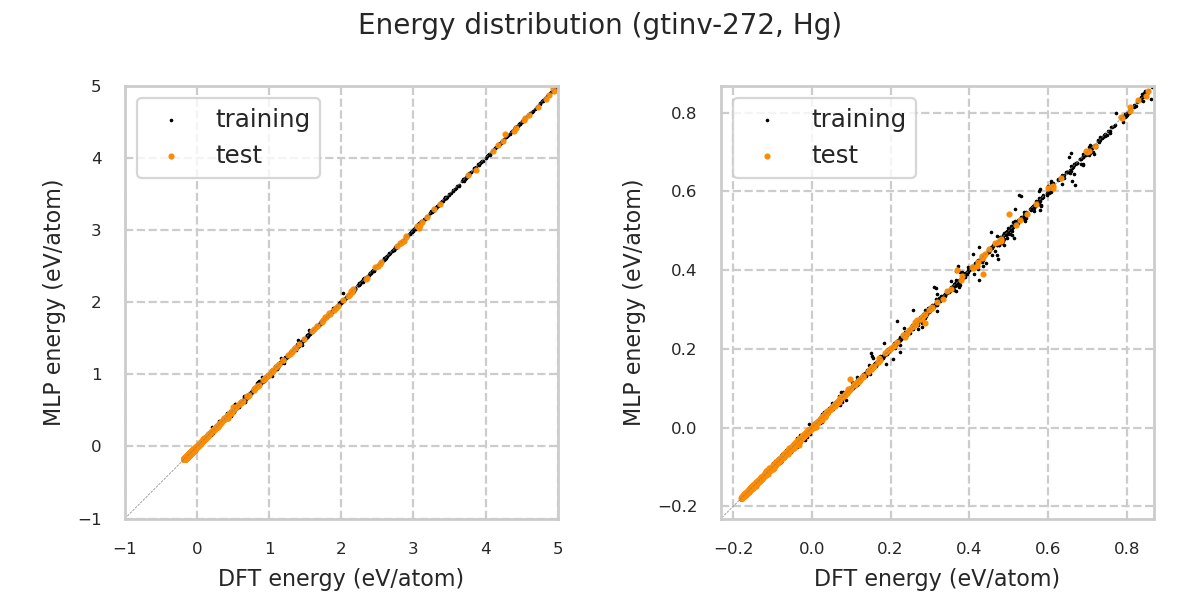 Energy distribution (gtinv-272, Hg)
training
test
5
4
3
2
1
0
−1
−1
0
1
2
3
4
5
MLP energy (eV/atom)
DFT energy (eV/atom)
training
test
0.8
0.6
0.4
0.2
0.0
−0.2
−0.2
0.0
0.2
0.4
0.6
0.8
MLP energy (eV/atom)
DFT energy (eV/atom)